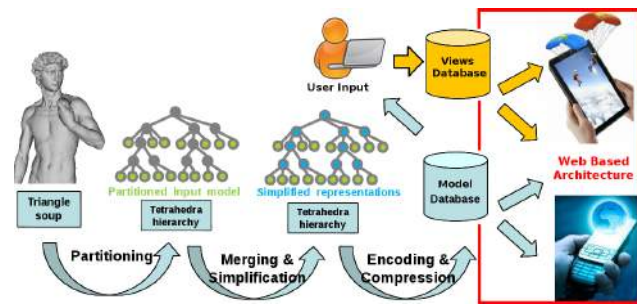 Views
Database
User Input
Partitioned input model
Simplified representations
Model
Database
Web Based
Architecture
Triangle
soup
Tetrahedra
hierarchy
Tetrahedra
hierarchy
Partitioning
Merging &
Simplification
Encoding &
Compression